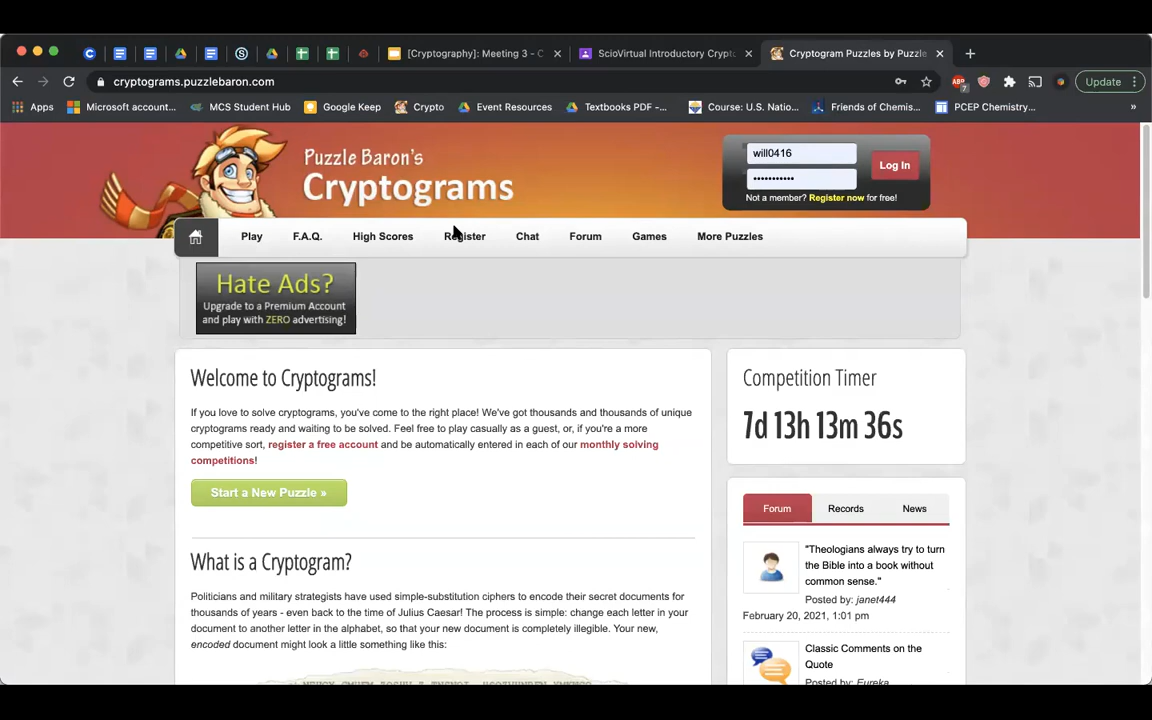 [Cryptography]: Meeting 3 - C
ScioVirtual Introductory Crypto
Cryptogram Puzzles by Puzzle
cryptograms.puzzlebaron.com
ABP
7
Update
Apps
Microsoft account...
MCS Student Hub
Google Keep
Crypto
Event Resources
Textbooks PDF -...
Course: U.S. Natio...
Friends of Chemis...
PCEP Chemistry...
»
Puzzle Baron's
Cryptograms
will0416
•••••••••••
Log In
Not a member? Register now for free!
Play
F.A.Q.
High Scores
Register
Chat
Forum
Games
More Puzzles
Hate Ads?
Upgrade to a Premium Account
and play with ZERO advertising!
Welcome to Cryptograms!
If you love to solve cryptograms, you've come to the right place! We've got thousands and thousands of unique
cryptograms ready and waiting to be solved. Feel free to play casually as a guest, or, if you're a more
competitive sort, register a free account and be automatically entered in each of our monthly solving
competitions!
Start a New Puzzle »
What is a Cryptogram?
Politicians and military strategists have used simple-substitution ciphers to encode their secret documents for
thousands of years - even back to the time of Julius Caesar! The process is simple: change each letter in your
document to another letter in the alphabet, so that your new document is completely illegible. Your new,
encoded document might look a little something like this:
Competition Timer
7d 13h 13m 36s
Forum
Records
News
"Theologians always try to turn
the Bible into a book without
common sense."
Posted by: janet444
February 20, 2021, 1:01 pm
Classic Comments on the
Quote
Posted by: Eureka